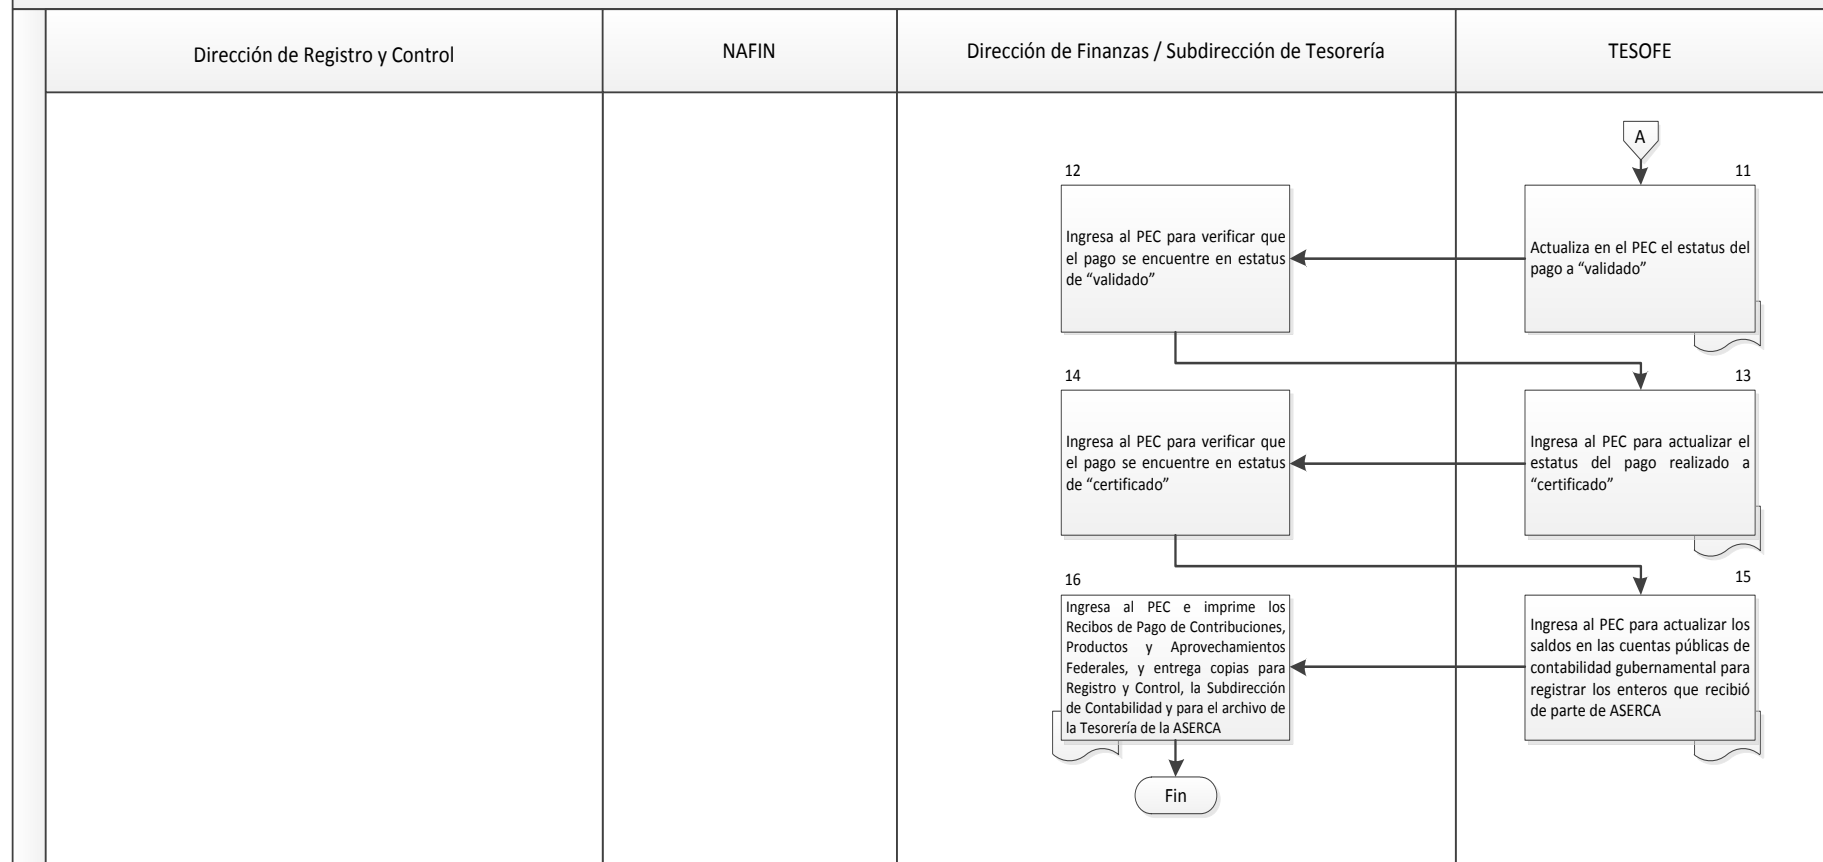 Dirección de Registro y Control
NAFIN
Dirección de Finanzas / Subdirección de Tesorería
TESOFE
A
11
Actualiza en el PEC el estatus del
pago a “validado”
12
Ingresa al PEC para verificar que
el pago se encuentre en estatus
de “validado”
13
Ingresa al PEC para actualizar el
estatus del pago realizado a
“certificado”
14
Ingresa al PEC para verificar que
el pago se encuentre en estatus
de “certificado”
15
Ingresa al PEC para actualizar los
saldos en las cuentas públicas de
contabilidad gubernamental para
registrar los enteros que recibió
de parte de ASERCA
16
Ingresa al PEC e imprime los
Recibos de Pago de Contribuciones,
Productos y Aprovechamientos
Federales, y entrega copias para
Registro y Control, la Subdirección
de Contabilidad y para el archivo de
la Tesorería de la ASERCA
Fin